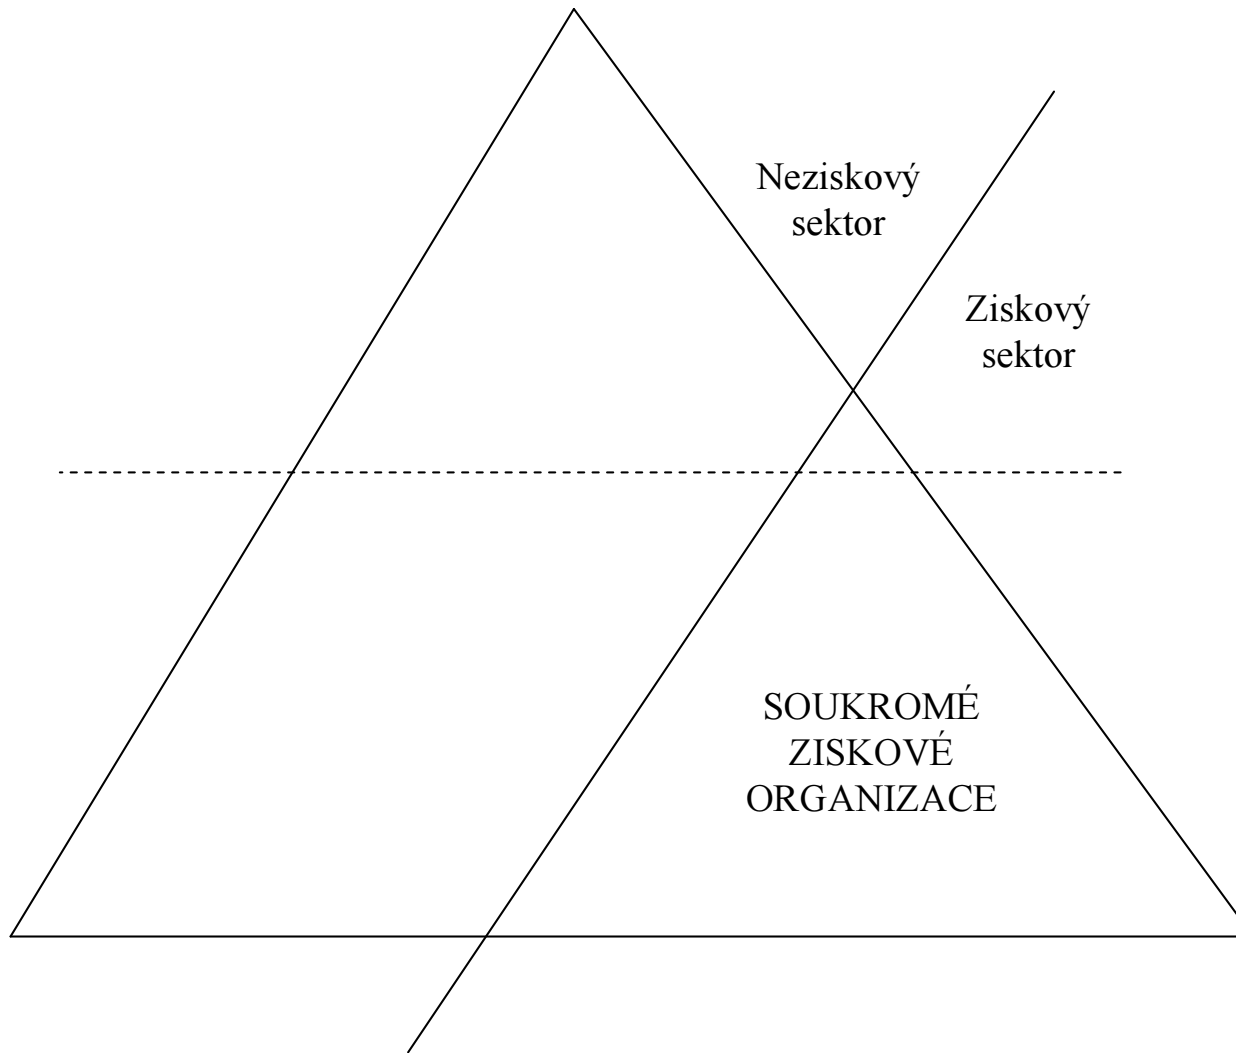 Neziskový
sektor
Ziskový
sektor
SOUKROMÉ
ZISKOVÉ
ORGANIZACE